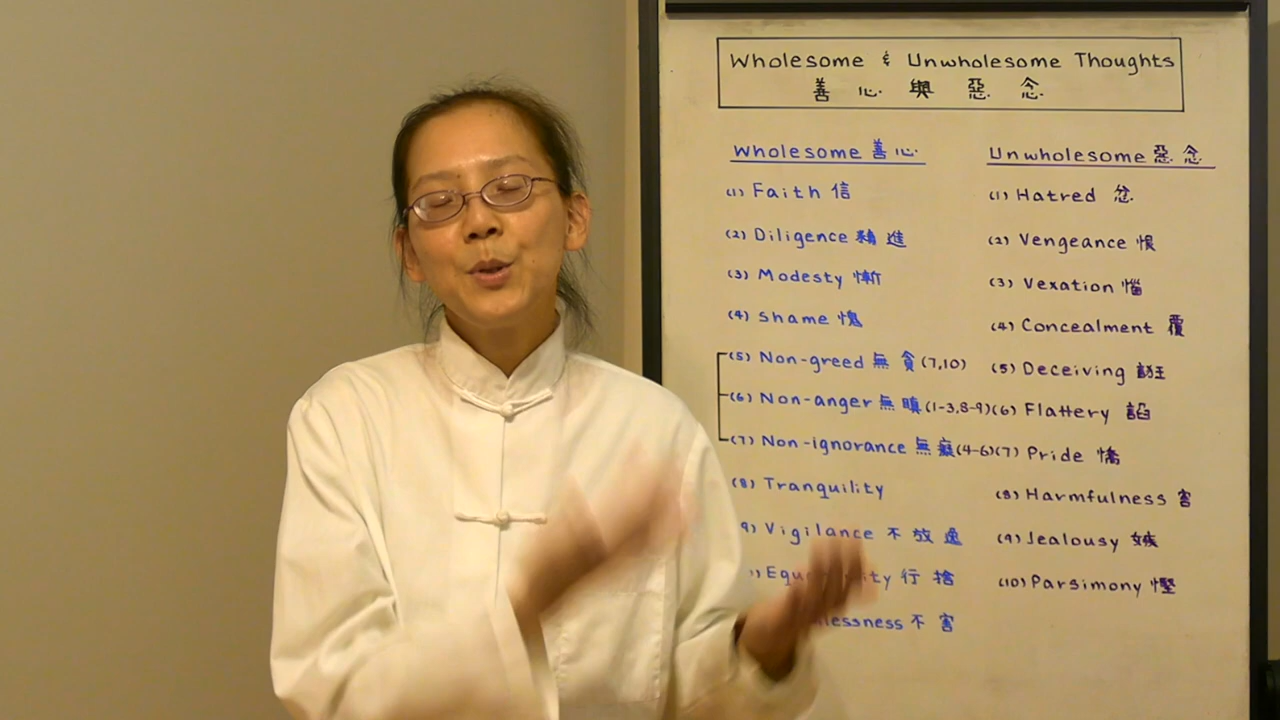 Wholesome & Unwholesome Thoughts
善心與惡念
Wholesome 善心
(1) Faith 信
(2) Diligence 精進
(3) Modesty 慚
(4) Shame 愧
(5) Non-greed 無貪 (7,10)
(6) Non-anger 無瞋 (1-3,8-9)
(7) Non-ignorance 無癡 (4-6)
(8) Tranquility
9) Vigilance 不放逸
行捨
lessness 不害
Unwholesome 惡念
(1) Hatred 忿
(2) Vengeance 恨
(3) Vexation 惱
(4) Concealment 覆
(5) Deceiving 誑
(6) Flattery 諂
(7) Pride 憍
(8) Harmfulness 害
(9) Jealousy 嫉
(10) Parsimony 慳